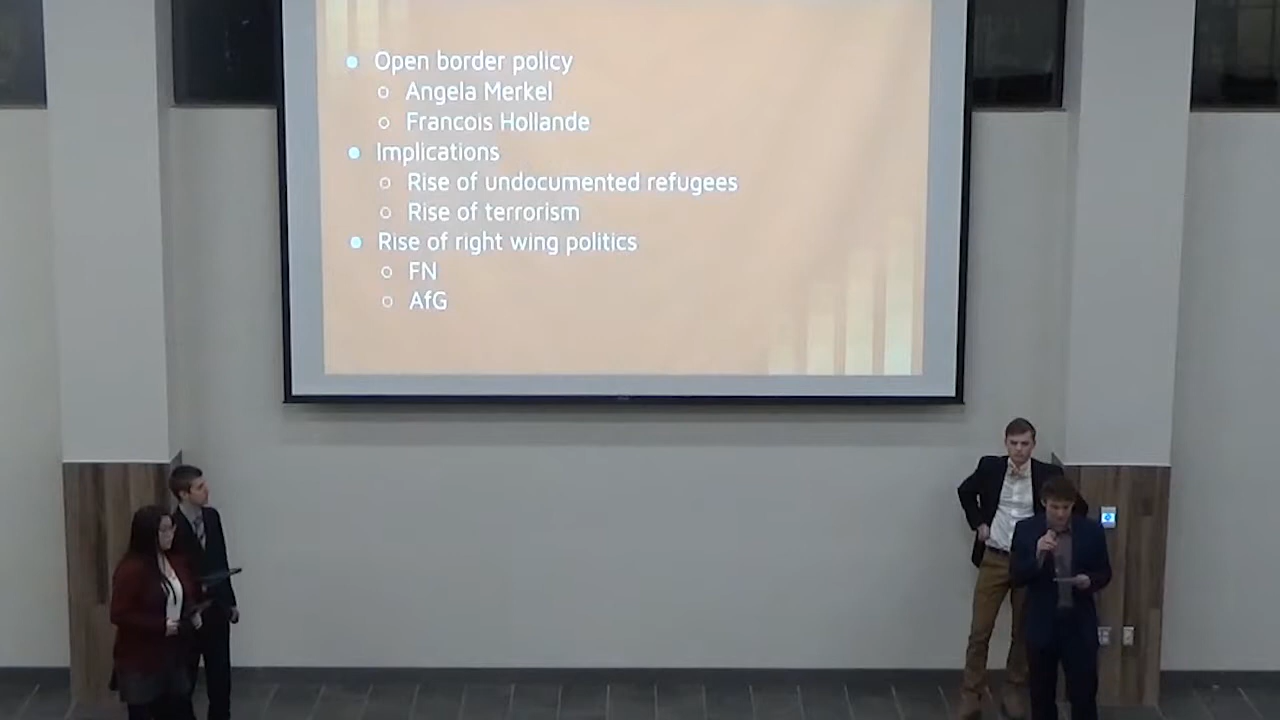 Open border policy
Angela Merkel
Francois Hollande
Implications
Rise of undocumented refugees
Rise of terrorism
Rise of right wing politics
FN
AfG